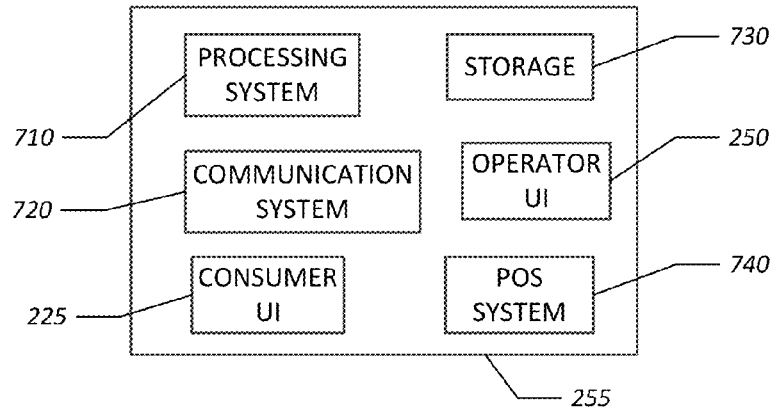 PROCESSING
SYSTEM
STORAGE
730
710
COMMUNICATION
SYSTEM
OPERATOR
UI
250
720
CONSUMER
UI
POS
SYSTEM
740
225
255